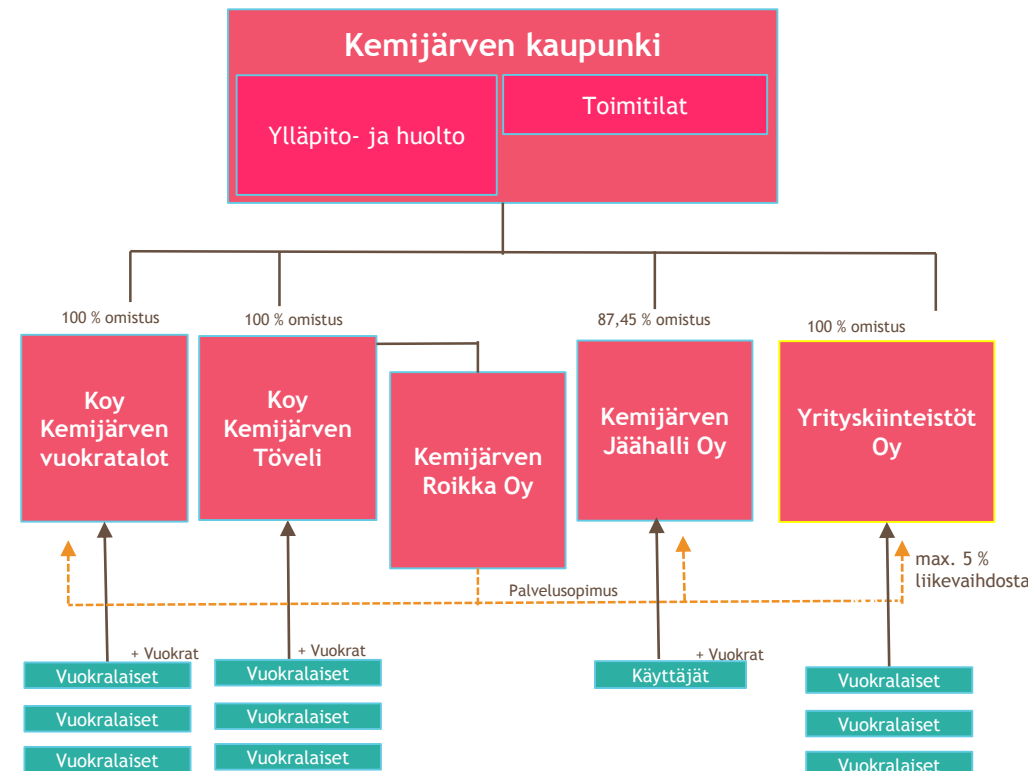 Kemijärven kaupunki
Ylläpito- ja huolto
Toimitilat
100 % omistus
100 % omistus
87,45 % omistus
100 % omistus
Koy
Kemijärven
vuokratalot
Koy
Kemijärven
Töveli
Kemijärven
Roikka Oy
Kemijärven
Jäähalli Oy
Yrityskiinteistöt
Oy
max. 5 %
liikevaihdosta
Palvelusopimus
+ Vuokrat
+ Vuokrat
+ Vuokrat
Vuokralaiset
Vuokralaiset
Vuokralaiset
Vuokralaiset
Vuokralaiset
Vuokralaiset
Käyttäjät
Vuokralaiset
Vuokralaiset
Vuokralaiset